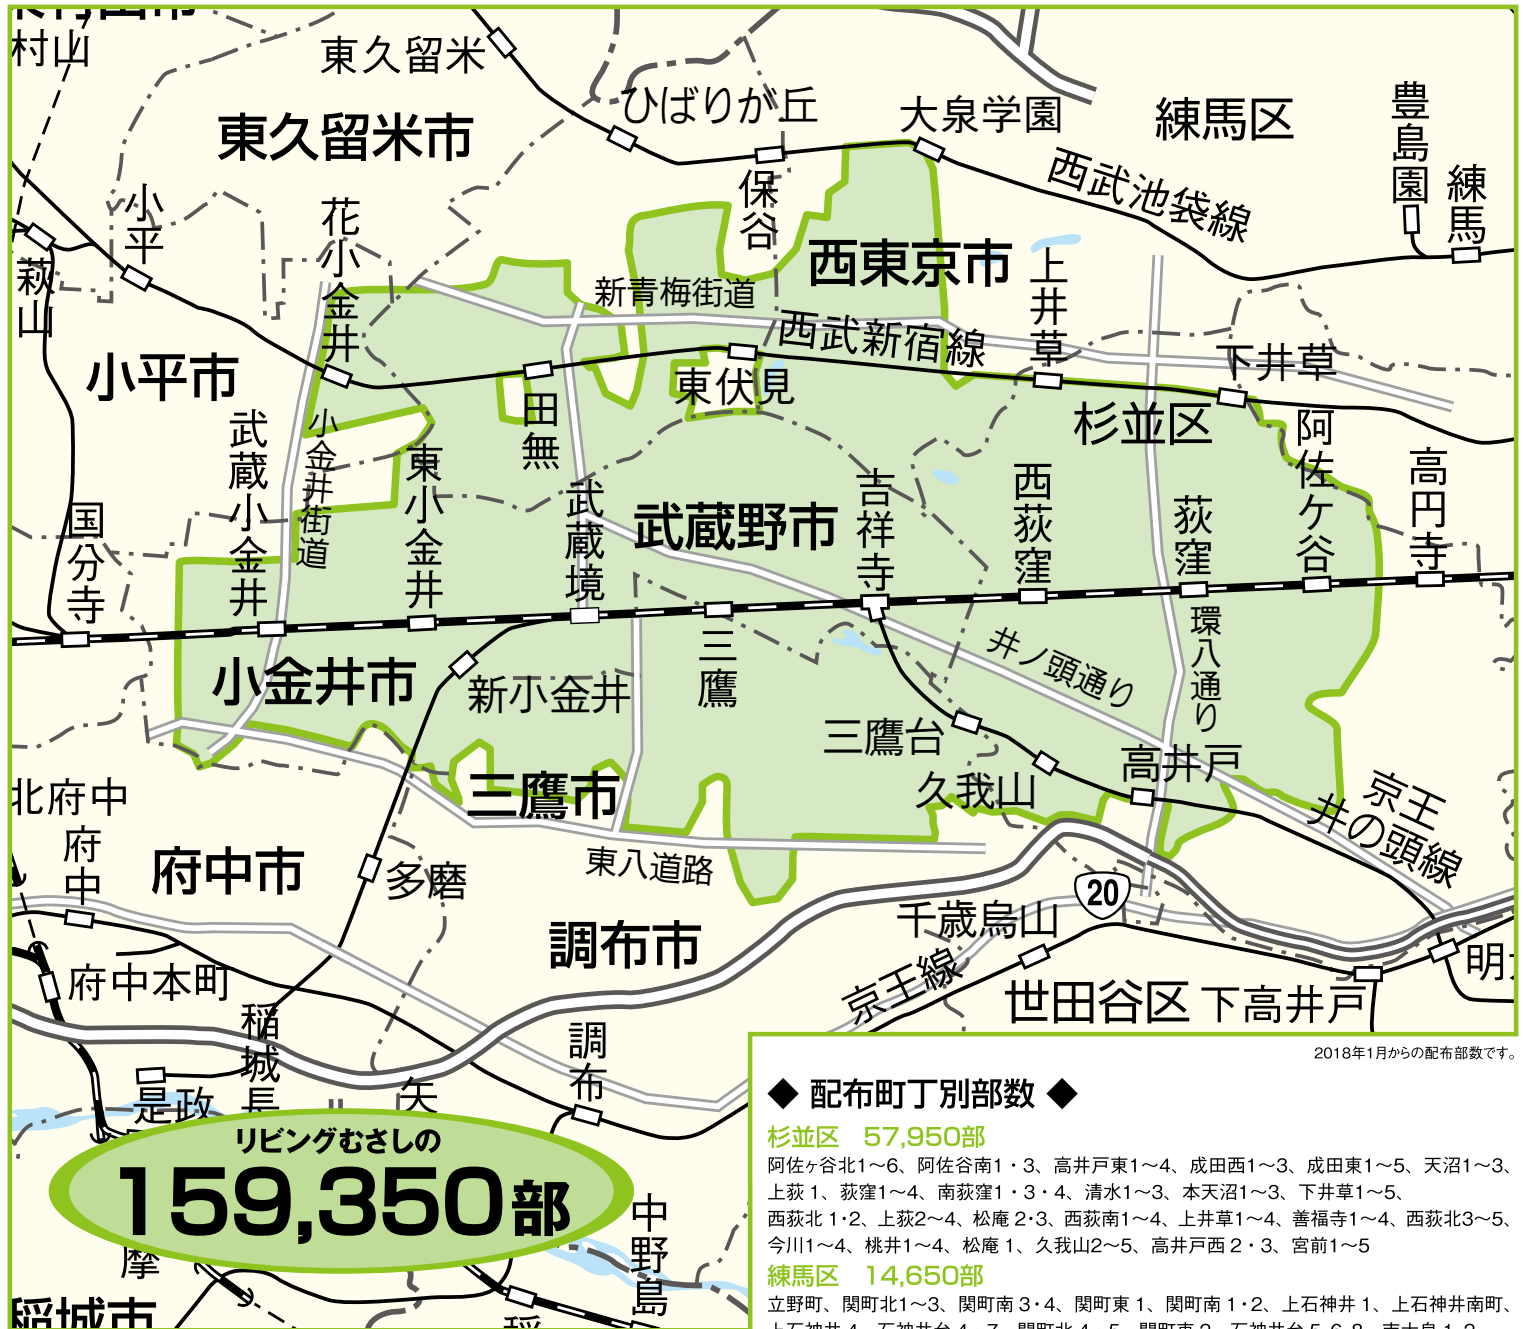 村山
東久留米
ひばりが丘
大泉学園
練馬区
豊島園
練馬
東久留米市
西武池袋線
保谷
小平
花小金井
西東京市
上井草
萩山
新青梅街道
西武新宿線
下井草
小平市
東伏見
杉並区
田無
阿佐ケ谷
武蔵小金井
小金井街道
東小金井
高円寺
国分寺
武蔵境
武蔵野市
吉祥寺
西荻窪
荻窪
小金井市
新小金井
三鷹
井ノ頭通り
環八通り
三鷹台
久我山
高井戸
北府中
三鷹市
京王
井の頭線
府中
府中市
多磨
東八道路
20
調布市
千歳烏山
京王線
府中本町
世田谷区
下高井戸
明
稲城長
調布
矢
是政
リビングむさしの
159,350部
中野島
摩
稲城市
稲
2018年1月からの配布部数です。
◆ 配布町丁別部数 ◆
杉並区 57,950部
阿佐ヶ谷北1〜6、阿佐谷南1・3、高井戸東1〜4、成田西1〜3、成田東1〜5、天沼1〜3、
上荻 1、荻窪1〜4、南荻窪1・3・4、清水1〜3、本天沼1〜3、下井草1〜5、
西荻北 1・2、上荻2〜4、松庵 2・3、西荻南1〜4、上井草1〜4、善福寺1〜4、西荻北3〜5、
今川1〜4、桃井1〜4、松庵 1、久我山2〜5、高井戸西 2・3、宮前1〜5
練馬区 14,650部
立野町、関町北1〜3、関町南 3・4、関町東 1、関町南 1・2、上石神井 1、上石神井南町、